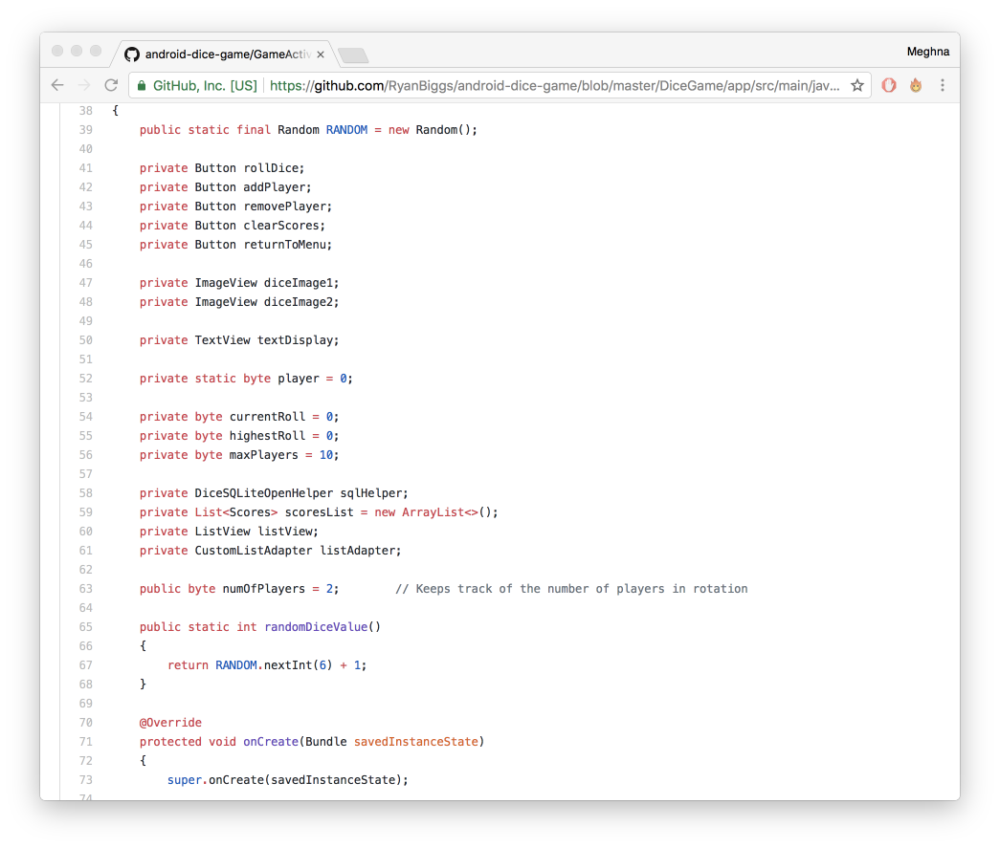 android-dice-game/GameActiv
Meghna
GitHub, Inc. [US] https://github.com/RyanBiggs/android-dice-game/blob/master/DiceGame/app/src/main/jav...
38 {
39 public static final Random RANDOM = new Random();
40
41 private Button rollDice;
42 private Button addPlayer;
43 private Button removePlayer;
44 private Button clearScores;
45 private Button returnToMenu;
46
47 private ImageView diceImage1;
48 private ImageView diceImage2;
49
50 private TextView textDisplay;
51
52 private static byte player = 0;
53
54 private byte currentRoll = 0;
55 private byte highestRoll = 0;
56 private byte maxPlayers = 10;
57
58 private DiceSQLiteOpenHelper sqlHelper;
59 private List<Scores> scoresList = new ArrayList<>();
60 private ListView listView;
61 private CustomListAdapter listAdapter;
62
63 public byte numOfPlayers = 2; // Keeps track of the number of players in rotation
64
65 public static int randomDiceValue()
66 {
67 return RANDOM.nextInt(6) + 1;
68 }
69
70 @Override
71 protected void onCreate(Bundle savedInstanceState)
72 {
73 super.onCreate(savedInstanceState);
74